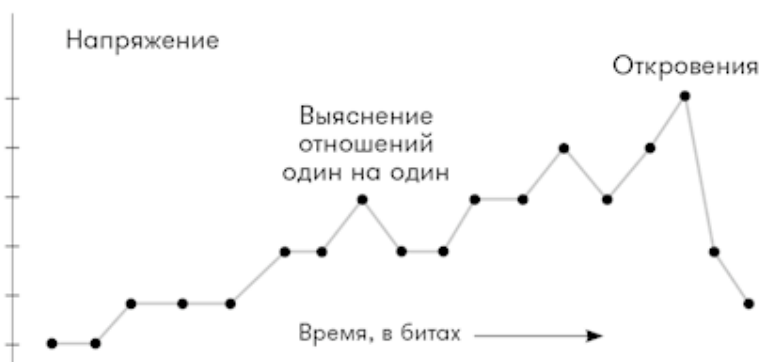 Напряжение
Откровения
Выяснение
отношений
один на один
Время, в битах